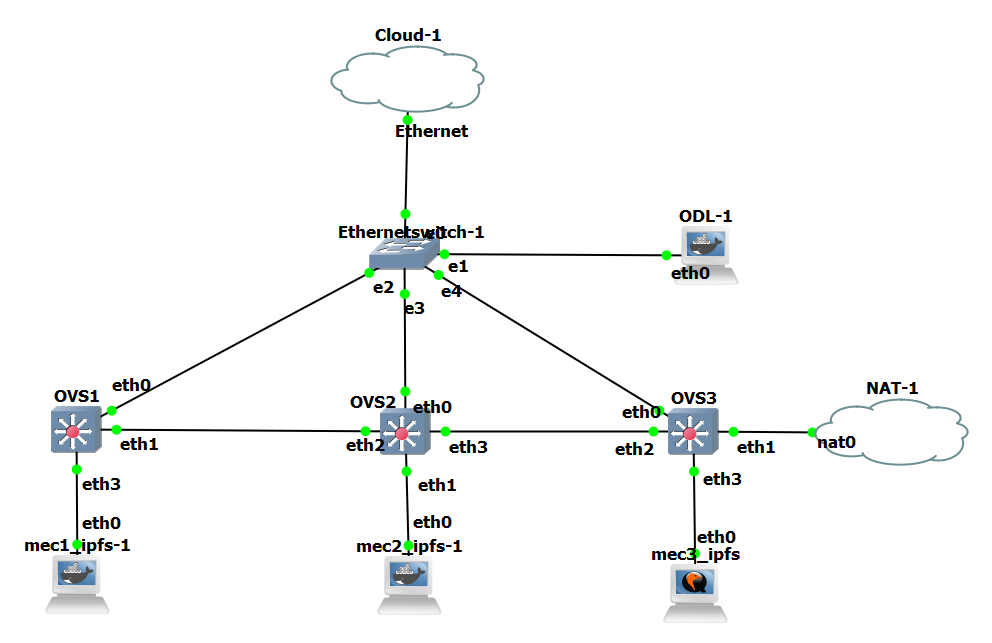 Cloud-1
Ethernet
Ethernetswitch-1
e0
ODL-1
e1
eth0
e2
e4
e3
OVS1
eth0
OVS2
eth0
OVS3
eth0
NAT-1
eth1
eth2
eth3
eth2
eth1
nat0
eth3
eth1
eth3
eth0
eth0
eth0
mec1_ipfs-1
mec2_ipfs-1
mec3_ipfs